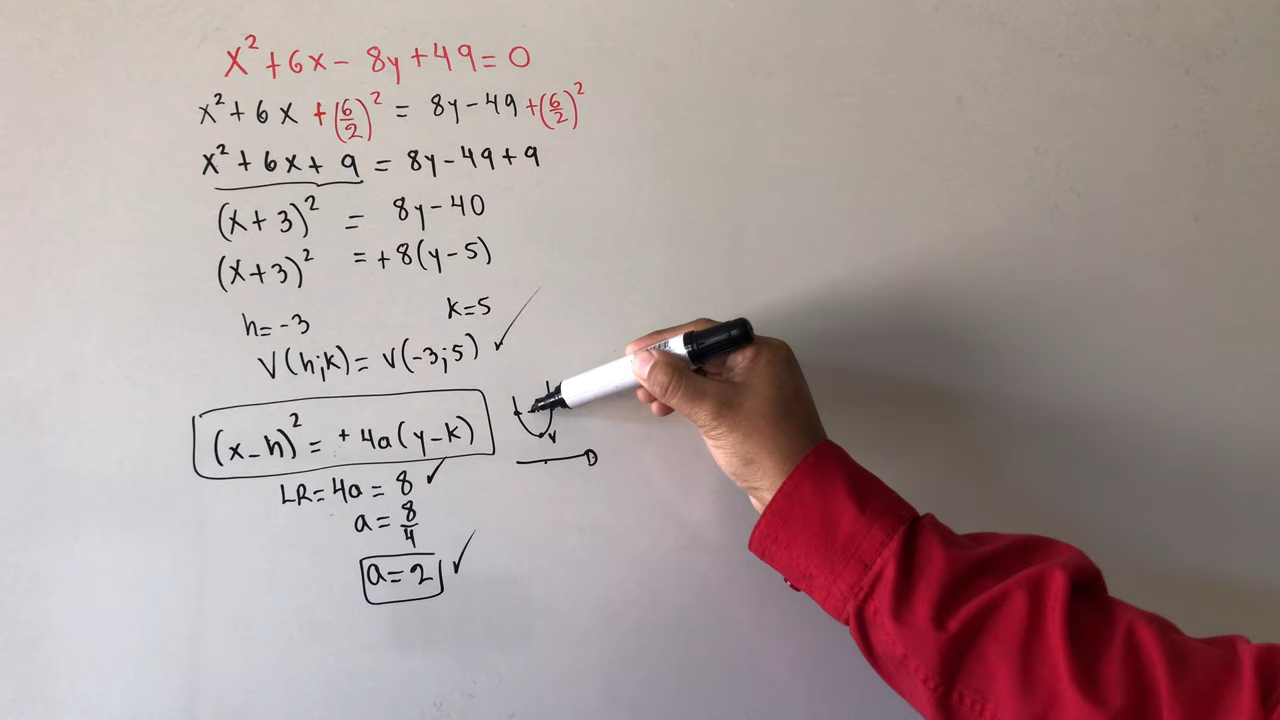 x² + 6x - 8y + 49 = 0
x² + 6x + (6/2)² = 8y - 49 + (6/2)²
x² + 6x + 9 = 8y - 49 + 9
(x + 3)² = 8y - 40
(x + 3)² = +8(y - 5)
h = -3 k = 5
V(h;k) = V(-3;5) ✓
(x - h)² = +4a(y - k)
LR = 4a = 8 ✓
a = 8/4
a = 2 ✓
V
D